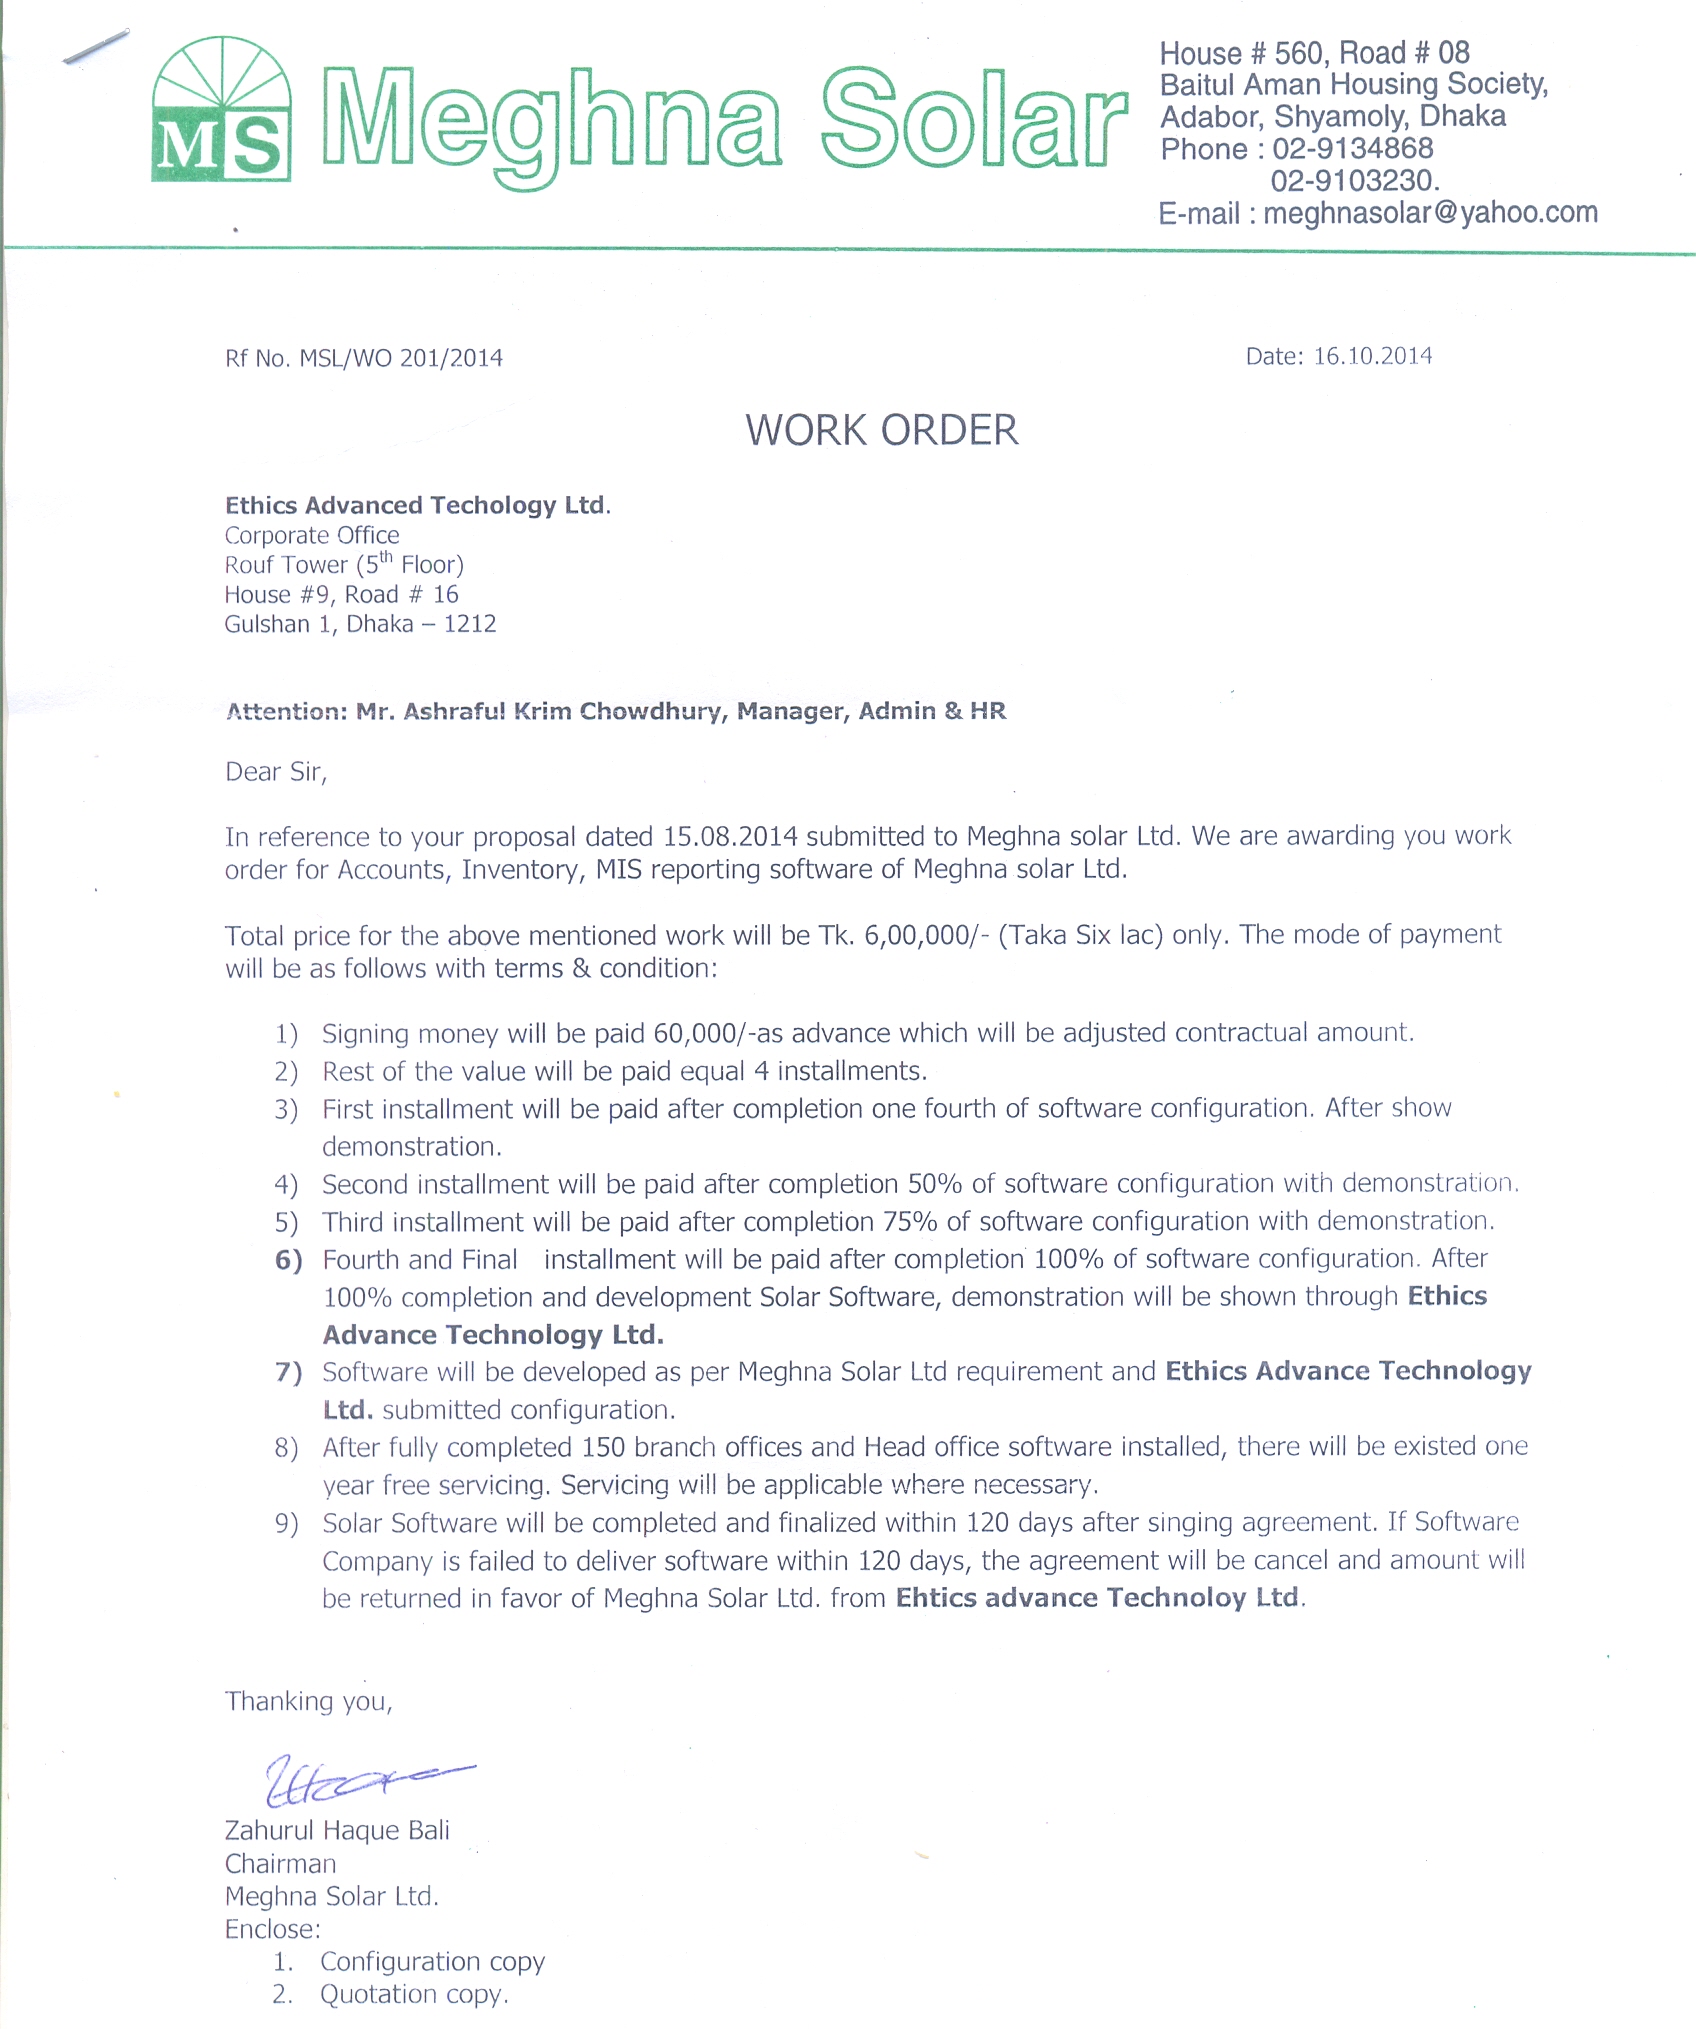 MS Meghna Solar
House # 560, Road # 08
Baitul Aman Housing Society,
Adabor, Shyamoly, Dhaka
Phone : 02-9134868
02-9103230.
E-mail : meghnasolar@yahoo.com
Rf No. MSL/WO 201/2014 Date: 16.10.2014
WORK ORDER
Ethics Advanced Techology Ltd.
Corporate Office
Rouf Tower (5th Floor)
House #9, Road # 16
Gulshan 1, Dhaka – 1212
Attention: Mr. Ashraful Krim Chowdhury, Manager, Admin & HR
Dear Sir,
In reference to your proposal dated 15.08.2014 submitted to Meghna solar Ltd. We are awarding you work
order for Accounts, Inventory, MIS reporting software of Meghna solar Ltd.
Total price for the above mentioned work will be Tk. 6,00,000/- (Taka Six lac) only. The mode of payment
will be as follows with terms & condition:
1) Signing money will be paid 60,000/-as advance which will be adjusted contractual amount.
2) Rest of the value will be paid equal 4 installments.
3) First installment will be paid after completion one fourth of software configuration. After show
demonstration.
4) Second installment will be paid after completion 50% of software configuration with demonstration.
5) Third installment will be paid after completion 75% of software configuration with demonstration.
6) Fourth and Final installment will be paid after completion 100% of software configuration. After
100% completion and development Solar Software, demonstration will be shown through Ethics
Advance Technology Ltd.
7) Software will be developed as per Meghna Solar Ltd requirement and Ethics Advance Technology
Ltd. submitted configuration.
8) After fully completed 150 branch offices and Head office software installed, there will be existed one
year free servicing. Servicing will be applicable where necessary.
9) Solar Software will be completed and finalized within 120 days after singing agreement. If Software
Company is failed to deliver software within 120 days, the agreement will be cancel and amount will
be returned in favor of Meghna Solar Ltd. from Ehtics advance Technoloy Ltd.
Thanking you,
Zahurul Haque Bali
Chairman
Meghna Solar Ltd.
Enclose:
1. Configuration copy
2. Quotation copy.